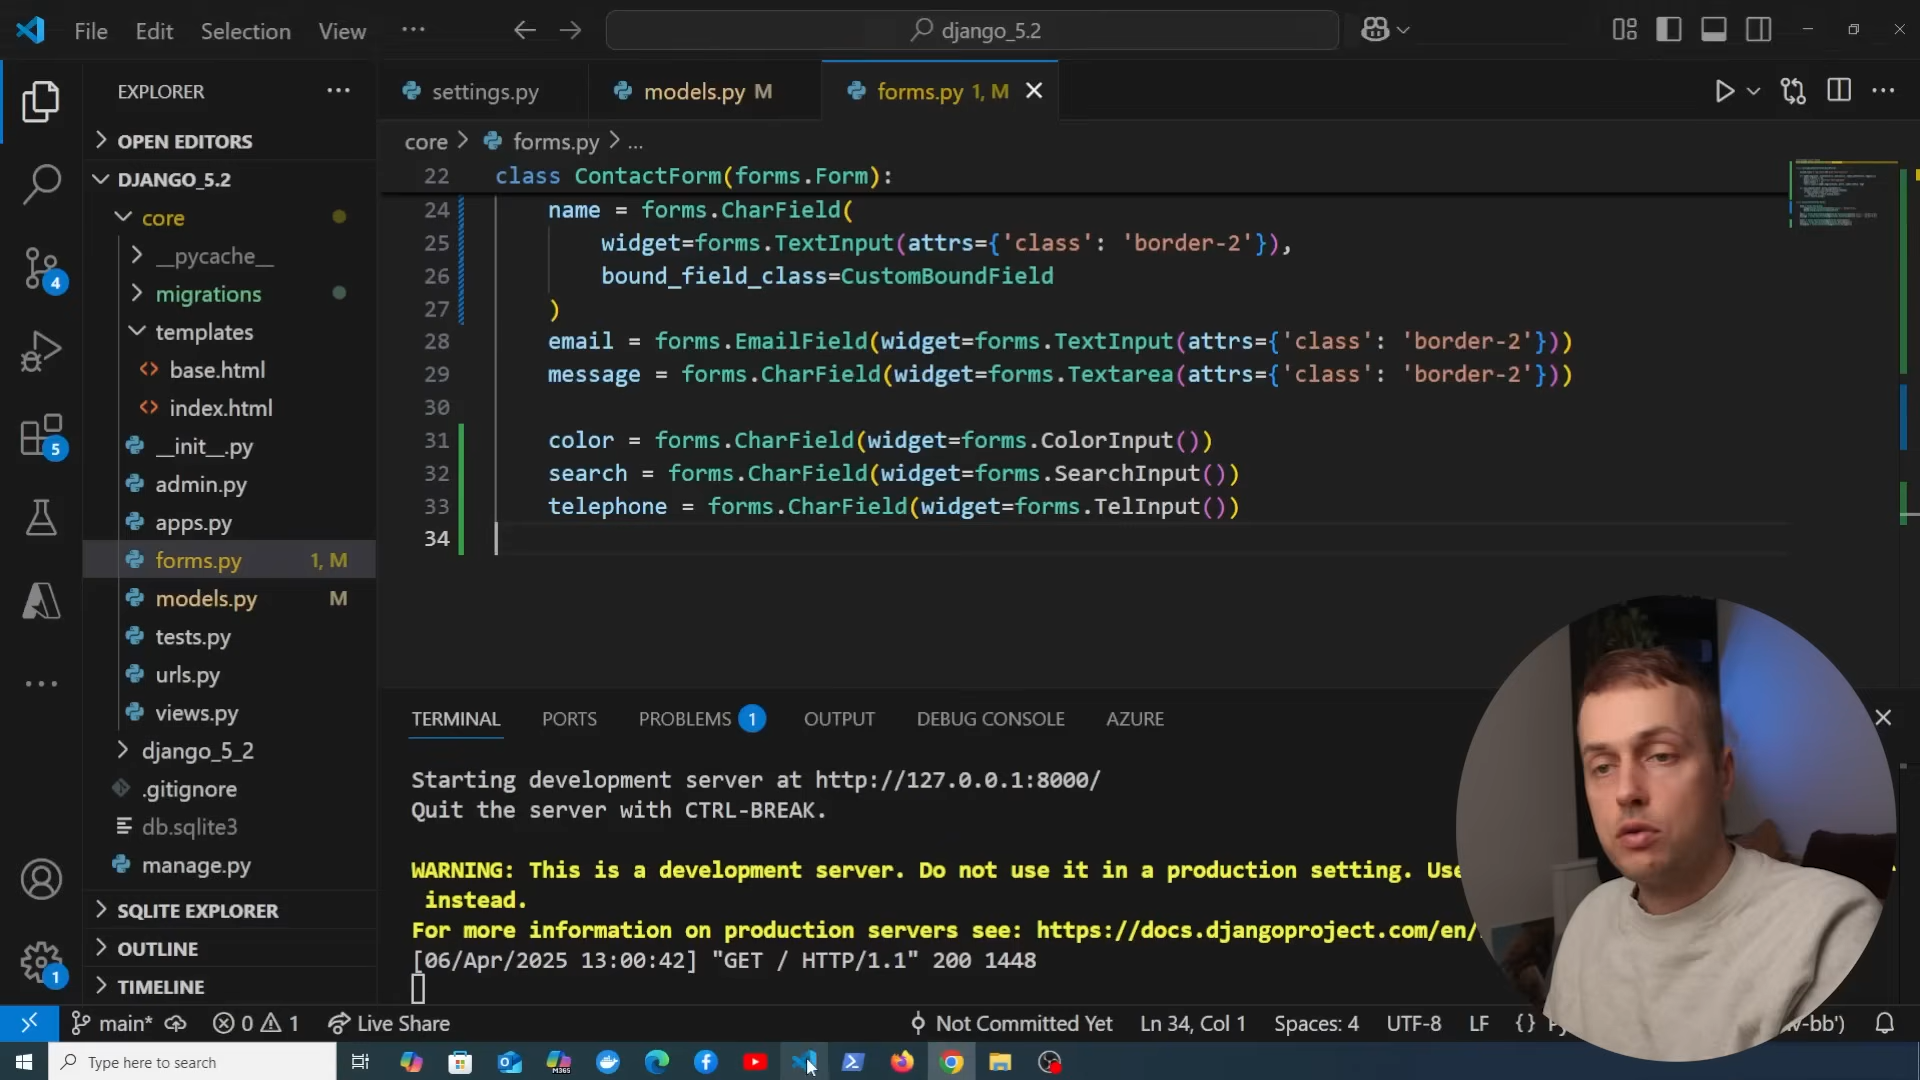 File Edit Selection View ··· django_5.2
EXPLORER ···
OPEN EDITORS
DJANGO_5.2
core
__pycache__
migrations
templates
base.html
index.html
__init__.py
admin.py
apps.py
forms.py 1, M
models.py M
tests.py
urls.py
views.py
django_5_2
.gitignore
db.sqlite3
manage.py
SQLITE EXPLORER
OUTLINE
TIMELINE
4
5
1
settings.py models.py M forms.py 1, M
core > forms.py > ...
22 class ContactForm(forms.Form):
24 name = forms.CharField(
25 widget=forms.TextInput(attrs={'class': 'border-2'}),
26 bound_field_class=CustomBoundField
27 )
28 email = forms.EmailField(widget=forms.TextInput(attrs={'class': 'border-2'}))
29 message = forms.CharField(widget=forms.Textarea(attrs={'class': 'border-2'}))
30
31 color = forms.CharField(widget=forms.ColorInput())
32 search = forms.CharField(widget=forms.SearchInput())
33 telephone = forms.CharField(widget=forms.TelInput())
34
TERMINAL PORTS PROBLEMS 1 OUTPUT DEBUG CONSOLE AZURE
Starting development server at http://127.0.0.1:8000/
Quit the server with CTRL-BREAK.
WARNING: This is a development server. Do not use it in a production setting. Use
instead.
For more information on production servers see: https://docs.djangoproject.com/en/
[06/Apr/2025 13:00:42] "GET / HTTP/1.1" 200 1448
main* 0 1 Live Share Not Committed Yet Ln 34, Col 1 Spaces: 4 UTF-8 LF {} v-bb')
Type here to search
M365